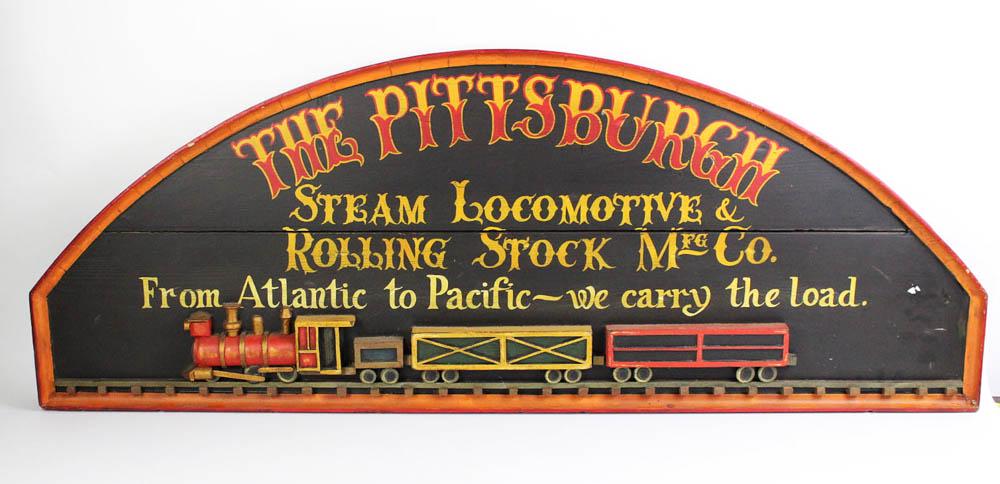 THE PITTSBURGH
STEAM LOCOMOTIVE &
ROLLING STOCK MFG CO.
From Atlantic to Pacific — we carry the load.